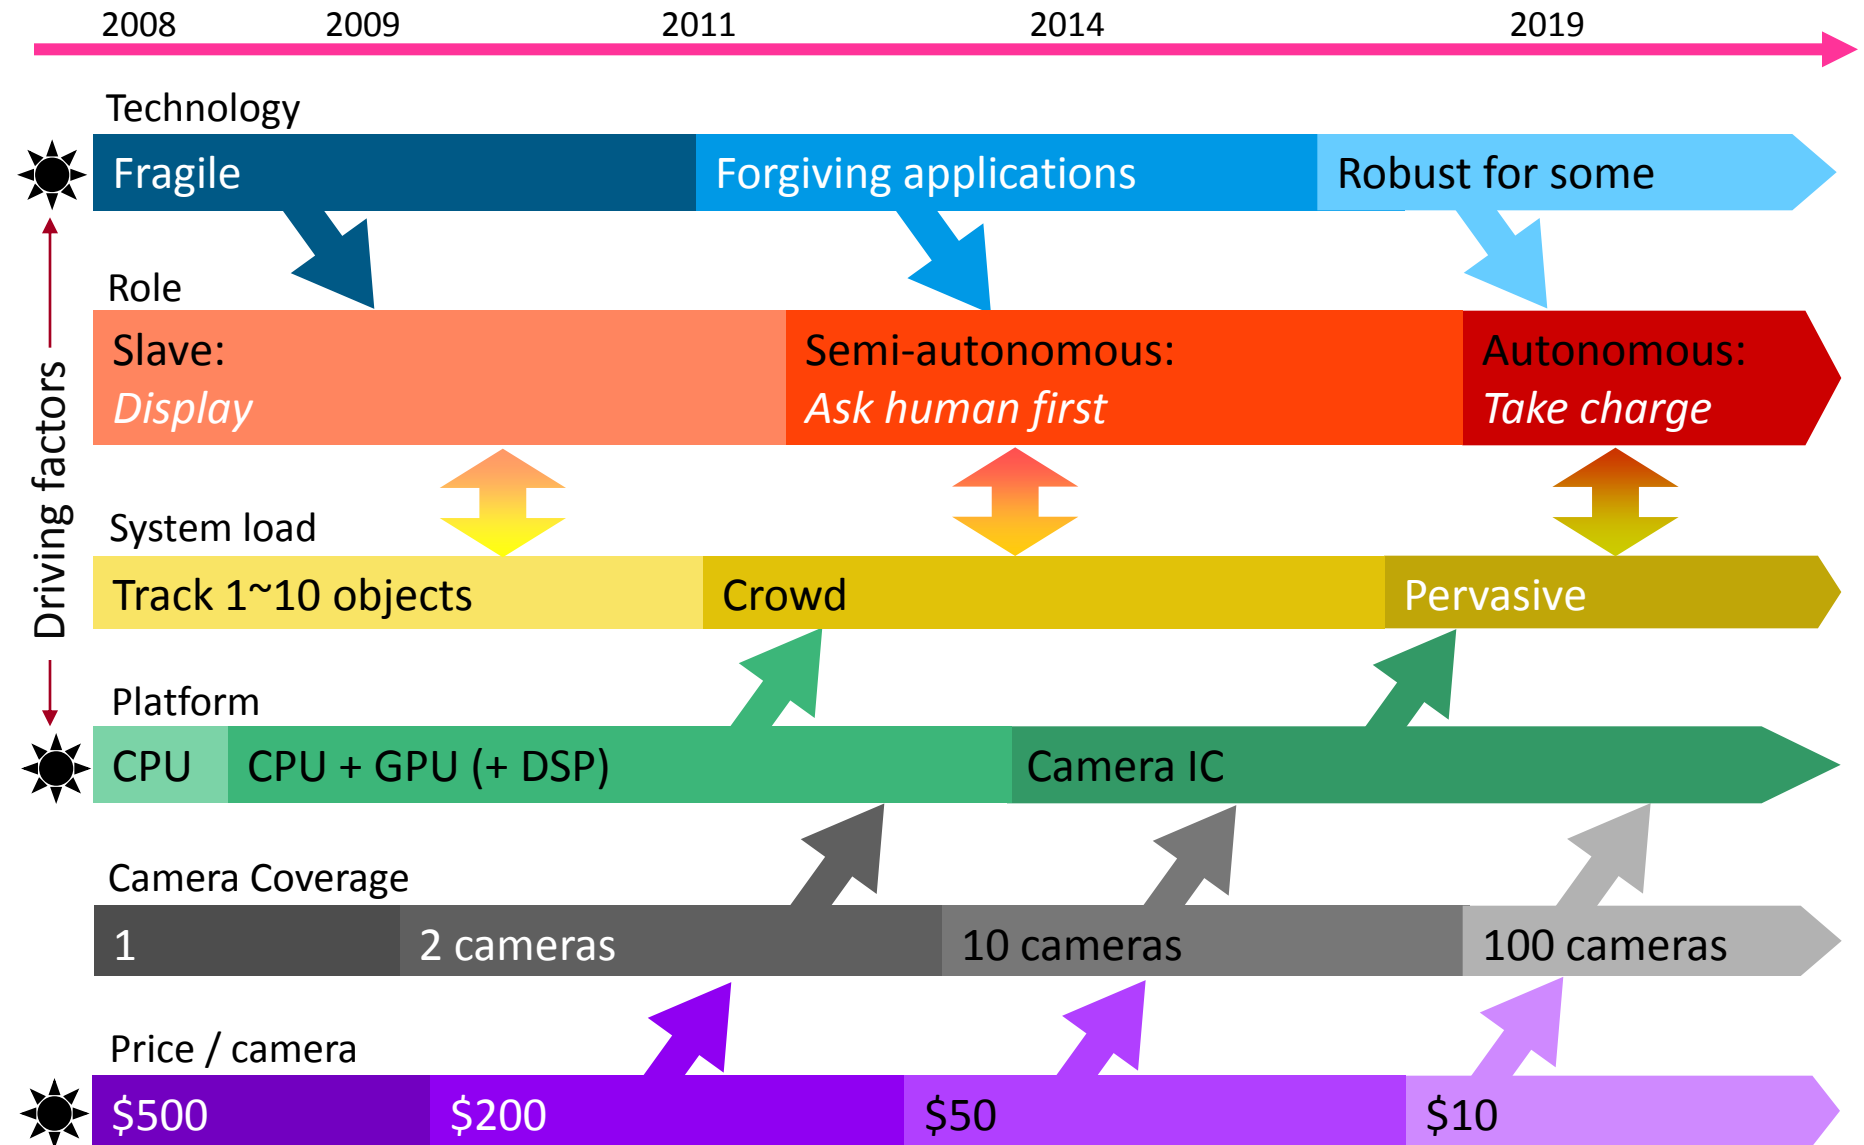 2008 2009 2011 2014 2019
Technology
Fragile Forgiving applications Robust for some
Role
Slave: Semi-autonomous: Autonomous:
Display Ask human first Take charge
Driving factors
System load
Track 1~10 objects Crowd Pervasive
Platform
CPU CPU + GPU (+ DSP) Camera IC
Camera Coverage
1 2 cameras 10 cameras 100 cameras
Price / camera
$500 $200 $50 $10